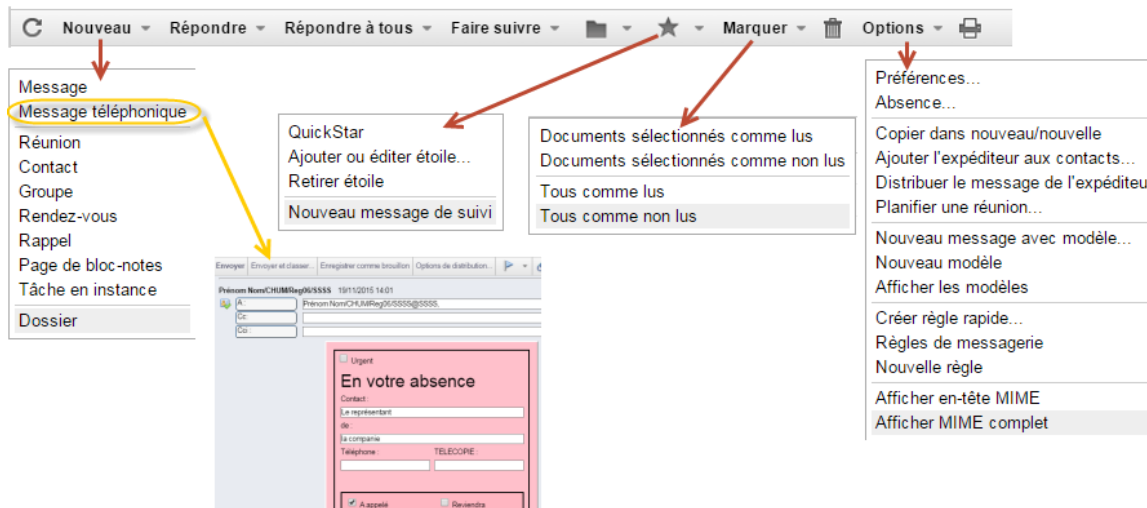 Nouveau Répondre Répondre à tous Faire suivre Marquer Options
Message
Message téléphonique
Réunion
Contact
Groupe
Rendez-vous
Rappel
Page de bloc-notes
Tâche en instance
Dossier
QuickStar
Ajouter ou éditer étoile...
Retirer étoile
Nouveau message de suivi
Documents sélectionnés comme lus
Documents sélectionnés comme non lus
Tous comme lus
Tous comme non lus
Préférences...
Absence...
Copier dans nouveau/nouvelle
Ajouter l'expéditeur aux contacts...
Distribuer le message de l'expéditeu
Planifier une réunion...
Nouveau message avec modèle...
Nouveau modèle
Afficher les modèles
Créer règle rapide...
Règles de messagerie
Nouvelle règle
Afficher en-tête MIME
Afficher MIME complet
Envoyer Envoyer et classer... Enregistrer comme brouillon Options de distribution...
Prénom Nom/CHUM/Reg06/SSSS 19/11/2015 14:01
A: Prénom Nom/CHUM/Reg06/SSSS@SSSS,
Cc:
Cci:
Urgent
En votre absence
Contact :
Le représentant
de :
la companie
Téléphone : TELECOPIE :
A appelé Reviendra